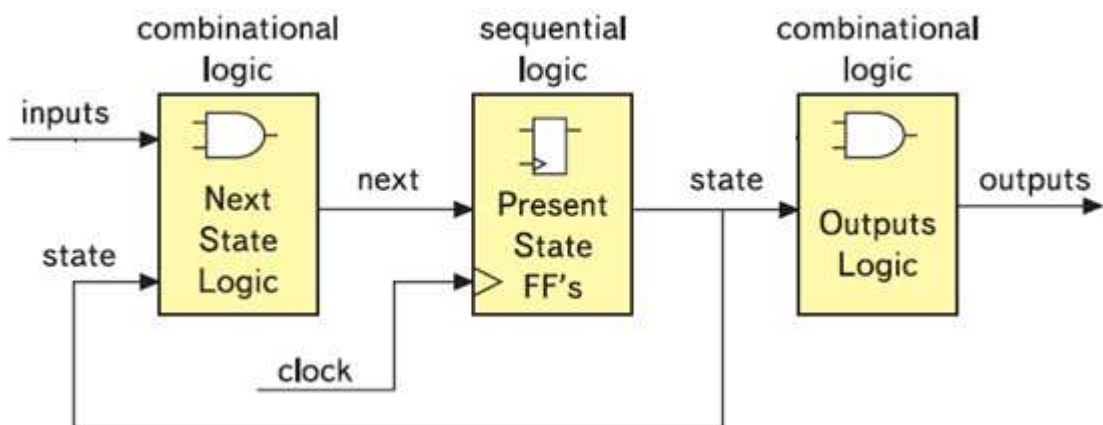 combinational
logic
sequential
logic
combinational
logic
inputs
state
Next
State
Logic
next
clock
Present
State
FF's
state
Outputs
Logic
outputs